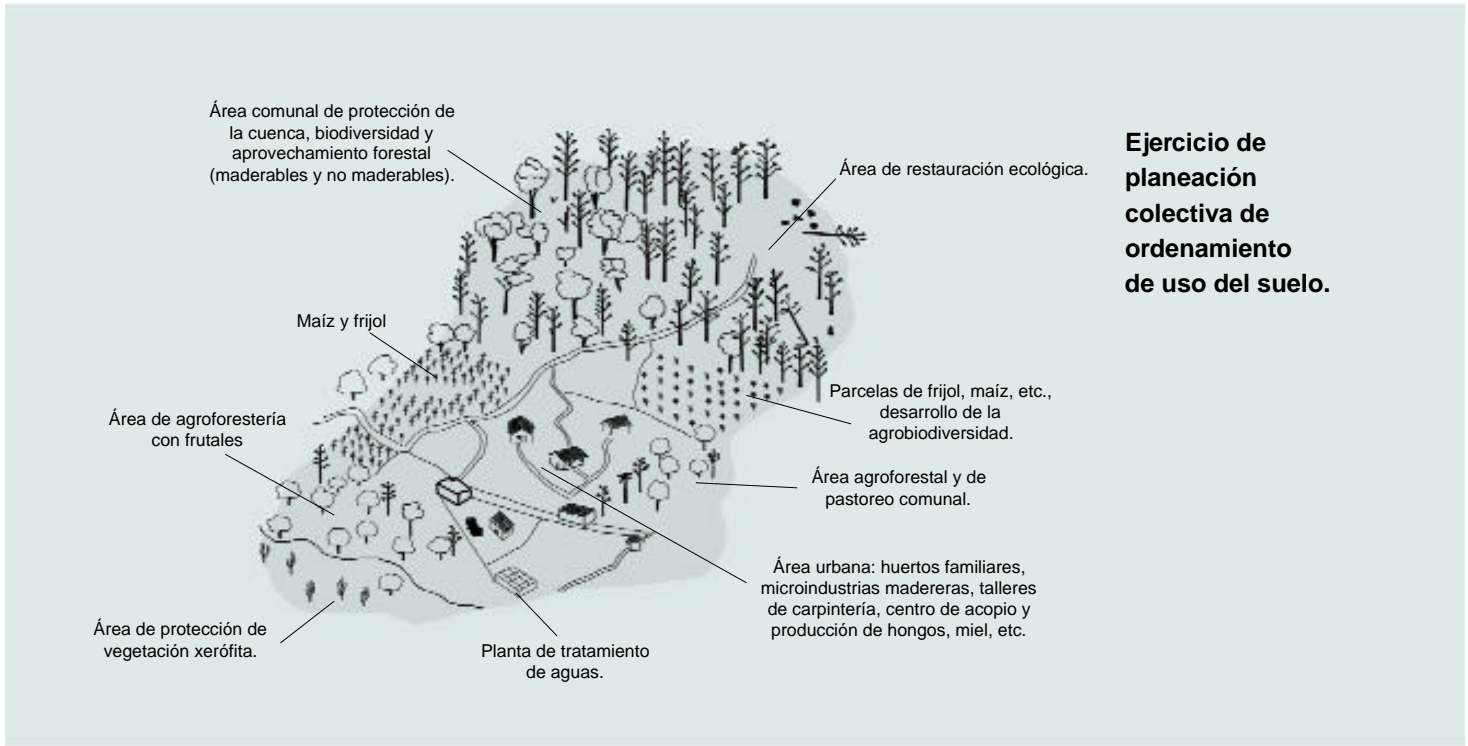 Área comunal de protección de
la cuenca, biodiversidad y
aprovechamiento forestal
(maderables y no maderables).
Área de restauración ecológica.
Ejercicio de
planeación
colectiva de
ordenamiento
de uso del suelo.
Maíz y frijol
Área de agroforestería
con frutales
Parcelas de frijol, maíz, etc.,
desarrollo de la
agrobiodiversidad.
Área agroforestal y de
pastoreo comunal.
Área urbana: huertos familiares,
microindustrias madereras, talleres
de carpintería, centro de acopio y
producción de hongos, miel, etc.
Área de protección de
vegetación xerófita.
Planta de tratamiento
de aguas.